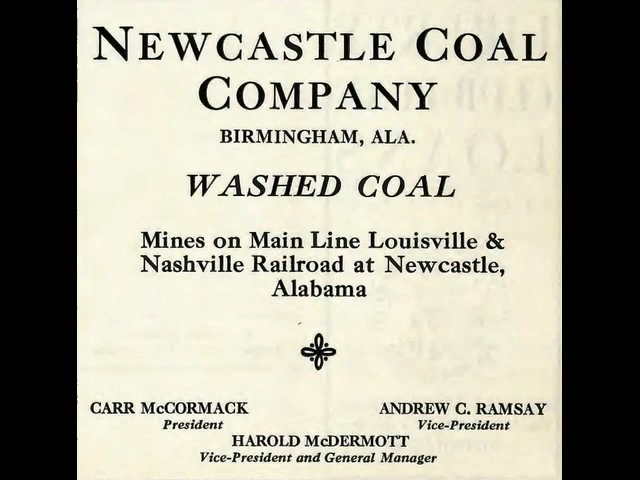 NEWCASTLE COAL
COMPANY
BIRMINGHAM, ALA.
WASHED COAL
Mines on Main Line Louisville &
Nashville Railroad at Newcastle,
Alabama
CARR McCORMACK
President
ANDREW C. RAMSAY
Vice-President
HAROLD McDERMOTT
Vice-President and General Manager